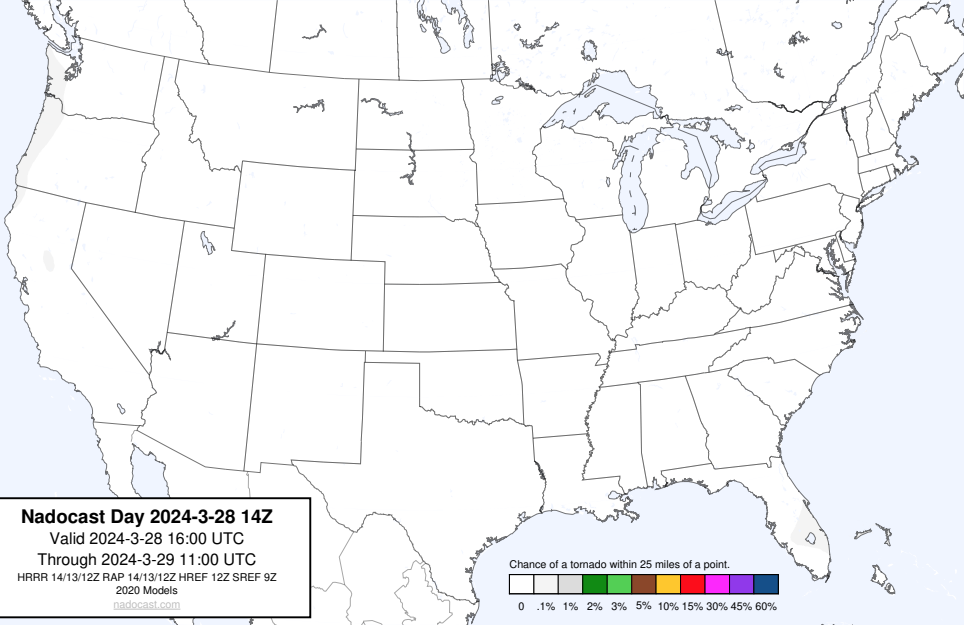 Nadocast Day 2024-3-28 14Z
Valid 2024-3-28 16:00 UTC
Through 2024-3-29 11:00 UTC
HRRR 14/13/12Z RAP 14/13/12Z HREF 12Z SREF 9Z
2020 Models
nadocast.com
Chance of a tornado within 25 miles of a point.
0 .1% 1% 2% 3% 5% 10% 15% 30% 45% 60%